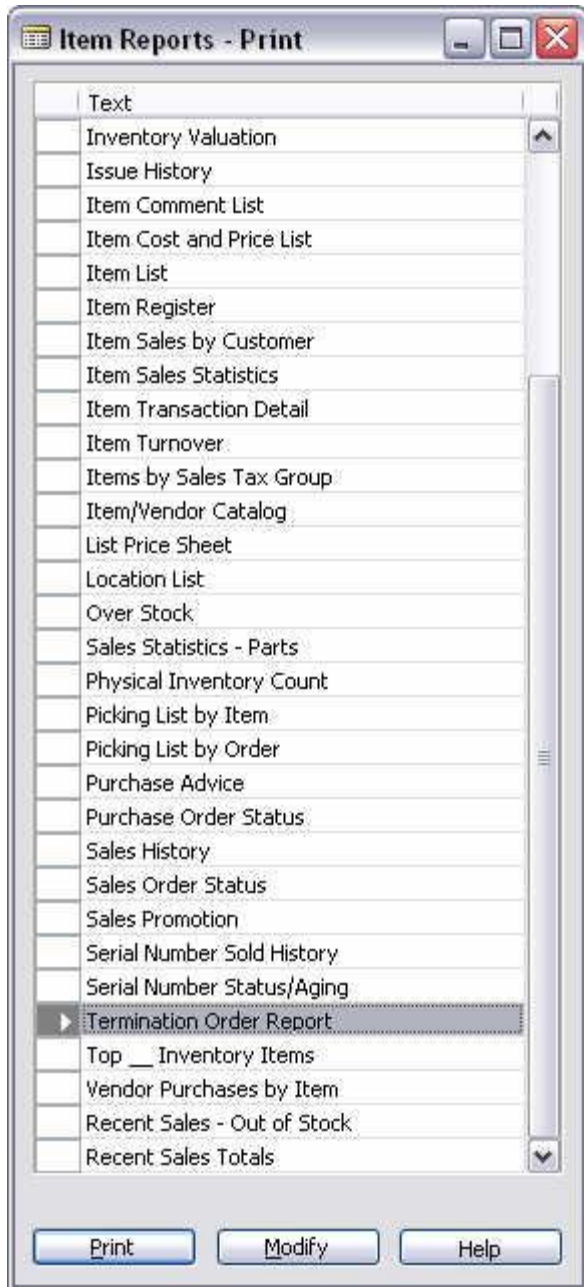 Item Reports - Print
Text
Inventory Valuation
Issue History
Item Comment List
Item Cost and Price List
Item List
Item Register
Item Sales by Customer
Item Sales Statistics
Item Transaction Detail
Item Turnover
Items by Sales Tax Group
Item/Vendor Catalog
List Price Sheet
Location List
Over Stock
Sales Statistics - Parts
Physical Inventory Count
Picking List by Item
Picking List by Order
Purchase Advice
Purchase Order Status
Sales History
Sales Order Status
Sales Promotion
Serial Number Sold History
Serial Number Status/Aging
Termination Order Report
Top __ Inventory Items
Vendor Purchases by Item
Recent Sales - Out of Stock
Recent Sales Totals
Print Modify Help